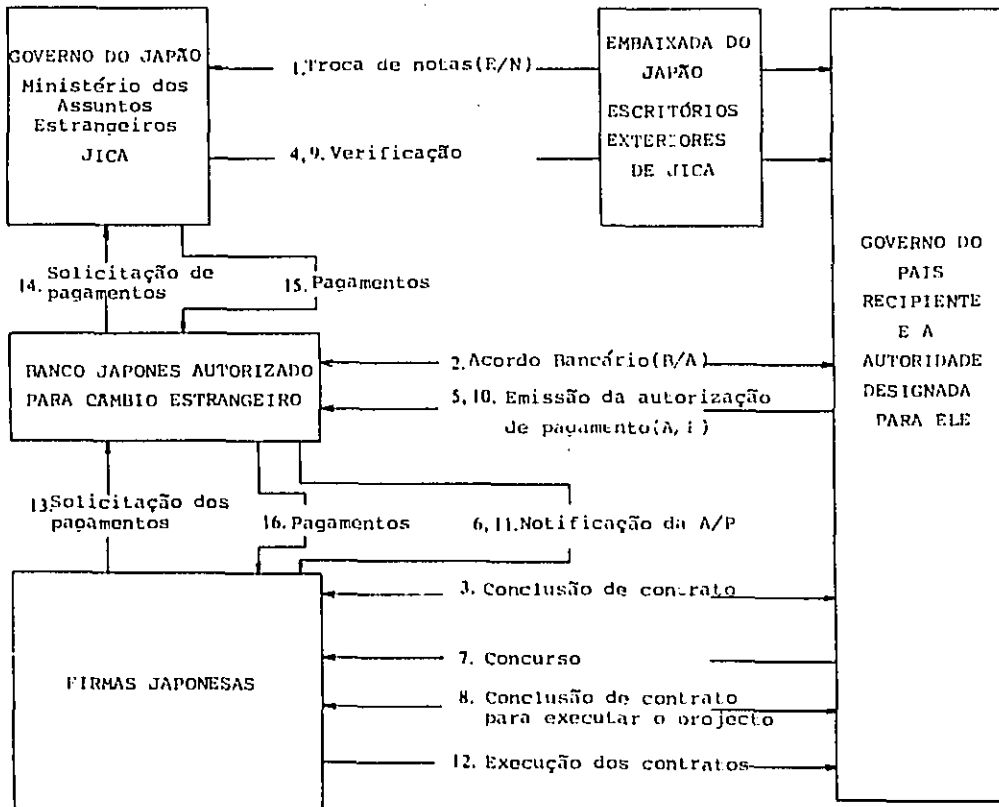 GOVERNO DO JAPÃO
Ministério dos
Assuntos
Estrangeiros
JICA
1.Troca de notas(E/N)
4,9.Verificação
EMBAIXADA DO
JAPÃO
ESCRITÓRIOS
EXTERIORES
DE JICA
GOVERNO DO
PAIS
RECIPIENTE
E A
AUTORIDADE
DESIGNADA
PARA ELE
14. Solicitação de
pagamentos
15. Pagamentos
BANCO JAPONES AUTORIZADO
PARA CAMBIO ESTRANGEIRO
2. Acordo Bancário(B/A)
5,10. Emissão da autorização
de pagamento(A,
13.Solicitação dos
pagamentos
16. Pagamentos
6,11.Notificação da A/P
FIRMAS JAPONESAS
3. Conclusão de contrato
7. Concurso
8. Conclusão de contrato
para executar o projecto
12. Execução dos contratos